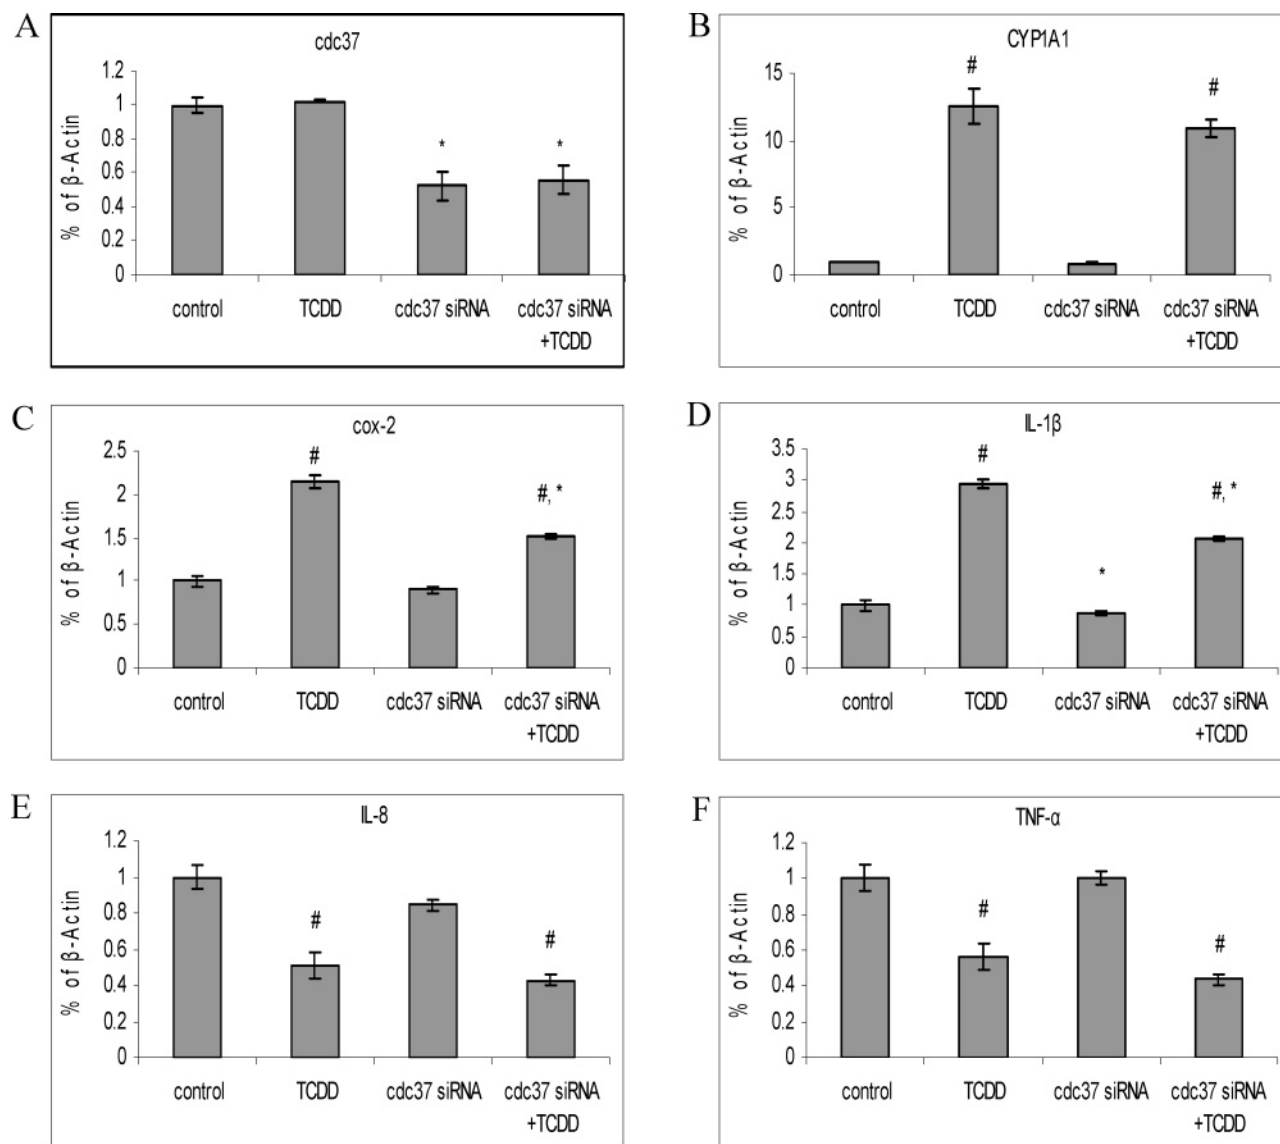 A
cdc37
% of β-Actin
1.2
1
0.8
0.6
0.4
0.2
0
*
*
control
TCDD
cdc37 siRNA
cdc37 siRNA
+TCDD
B
CYP1A1
% of β-Actin
15
10
5
0
#
#
control
TCDD
cdc37 siRNA
cdc37 siRNA
+TCDD
C
cox-2
% of β-Actin
2.5
2
1.5
1
0.5
0
#
#, *
control
TCDD
cdc37 siRNA
cdc37 siRNA
+TCDD
D
IL-1β
% of β-Actin
3.5
3
2.5
2
1.5
1
0.5
0
#
*
#, *
control
TCDD
cdc37 siRNA
cdc37 siRNA
+TCDD
E
IL-8
% of β-Actin
1.2
1
0.8
0.6
0.4
0.2
0
#
#
control
TCDD
cdc37 siRNA
cdc37 siRNA
+TCDD
F
TNF-α
% of β-Actin
1.2
1
0.8
0.6
0.4
0.2
0
#
#
control
TCDD
cdc37 siRNA
cdc37 siRNA
+TCDD